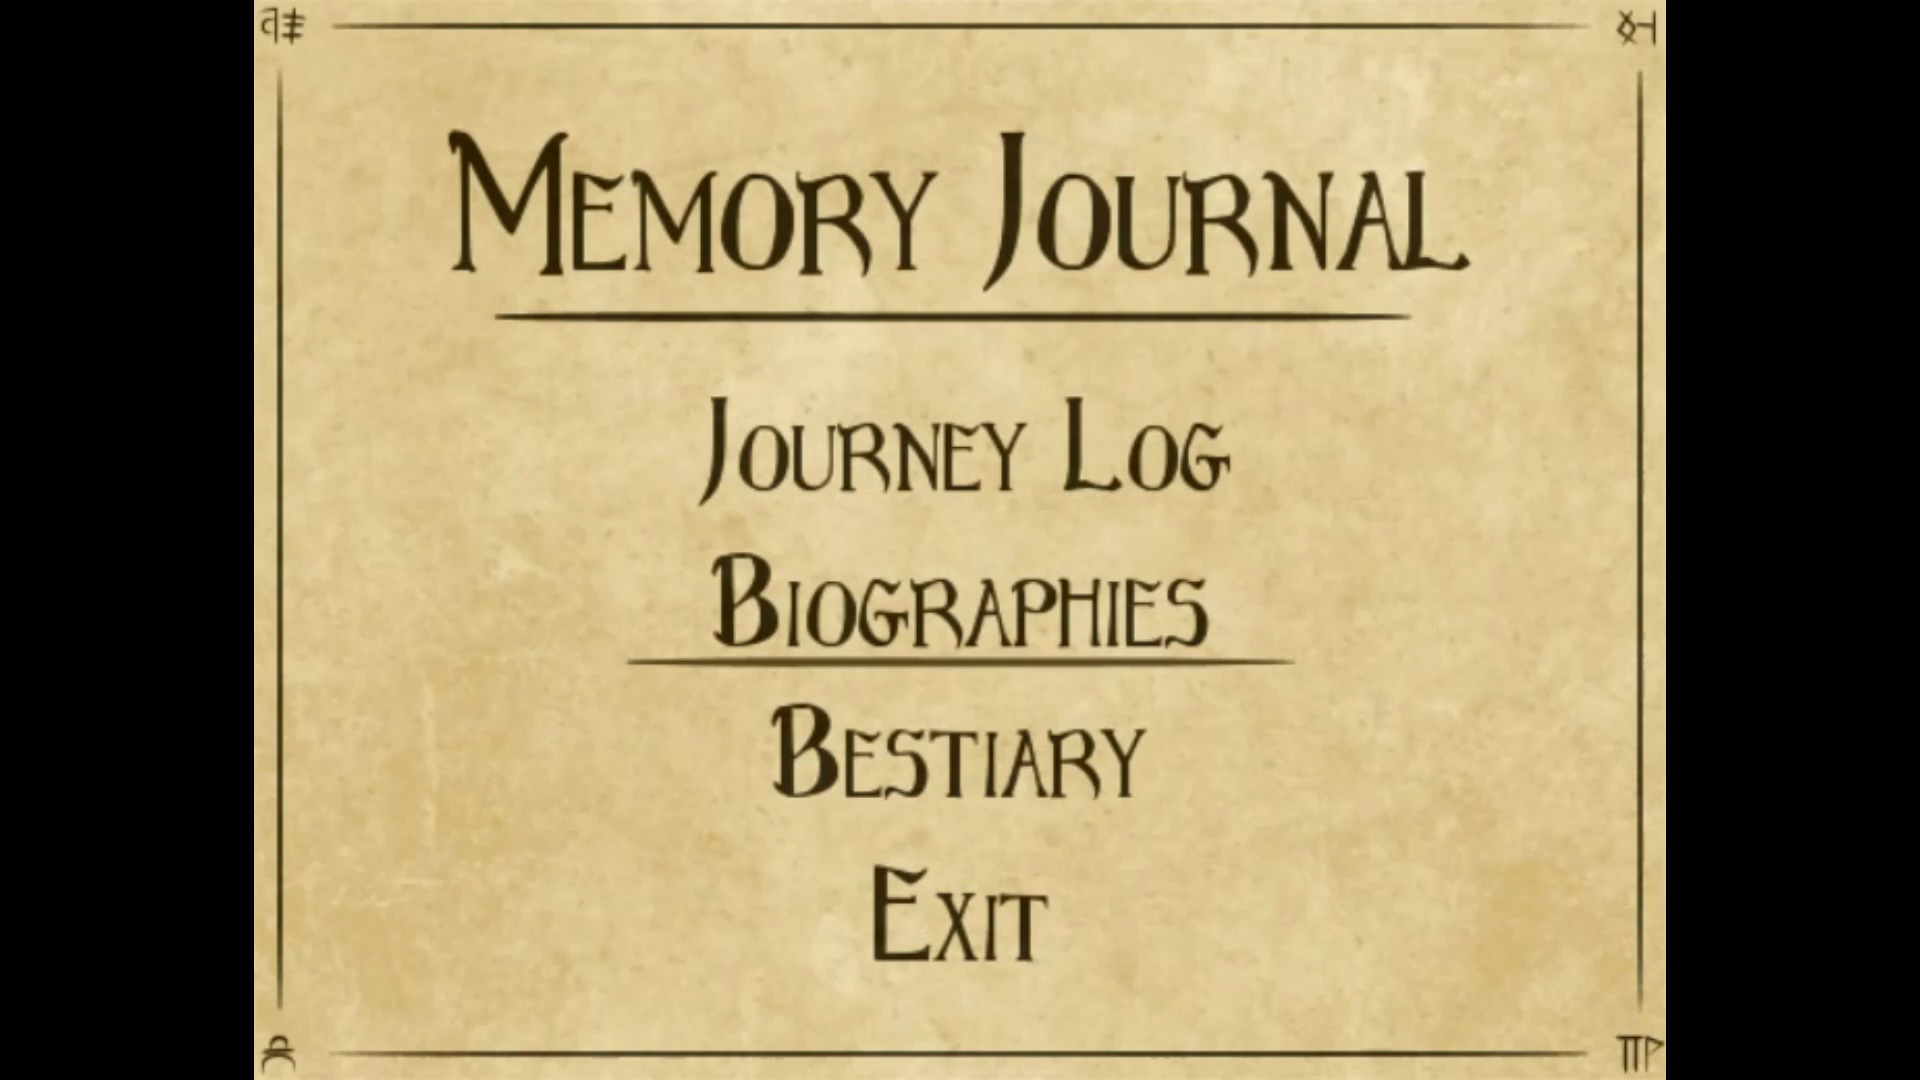 Memory Journal
Journey Log
Biographies
Bestiary
Exit